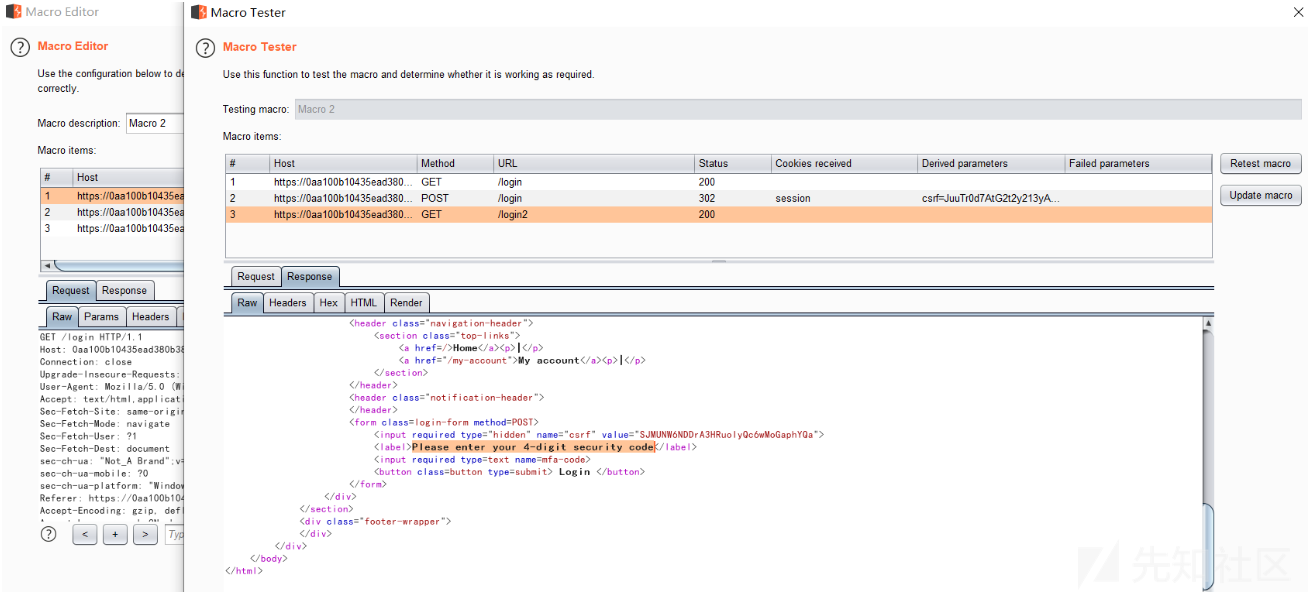 Macro Editor
Macro Tester
Macro Editor
Use the configuration below to de
correctly.
Macro description: Macro 2
Macro items:
# Host
1 https://0aa100b10435ea
2 https://0aa100b10435ea
3 https://0aa100b10435ea
Request Response
Raw Params Headers
GET /login HTTP/1.1
Host: 0aa100b10435ead380b38
Connection: close
Upgrade-Insecure-Requests:
User-Agent: Mozilla/5.0 (Wi
Accept: text/html,applicati
Sec-Fetch-Site: same-origin
Sec-Fetch-Mode: navigate
Sec-Fetch-User: ?1
Sec-Fetch-Dest: document
sec-ch-ua: "Not_A Brand";v=
sec-ch-ua-mobile: ?0
sec-ch-ua-platform: "Window
Referer: https://0aa100b104
Accept-Encoding: gzip, defl
? < + > Typ
Macro Tester
Use this function to test the macro and determine whether it is working as required.
Testing macro: Macro 2
Macro items:
# Host Method URL Status Cookies received Derived parameters Failed parameters
1 https://0aa100b10435ead380... GET /login 200
2 https://0aa100b10435ead380... POST /login 302 session csrf=JuuTr0d7AtG2t2y213yA...
3 https://0aa100b10435ead380... GET /login2 200
Retest macro
Update macro
Request Response
Raw Headers Hex HTML Render
<header class="navigation-header">
<section class="top-links">
<a href=/>Home</a><p>|</p>
<a href="/my-account">My account</a><p>|</p>
</section>
</header>
<header class="notification-header">
</header>
<form class=login-form method=POST>
<input required type="hidden" name="csrf" value="SJMUNW6NDDrA3HRuolyQc6wMoGaphYQa">
<label>Please enter your 4-digit security code</label>
<input required type=text name=mfa-code>
<button class=button type=submit> Login </button>
</form>
</div>
</section>
<div class="footer-wrapper">
</div>
</div>
</body>
</html>
先知社区